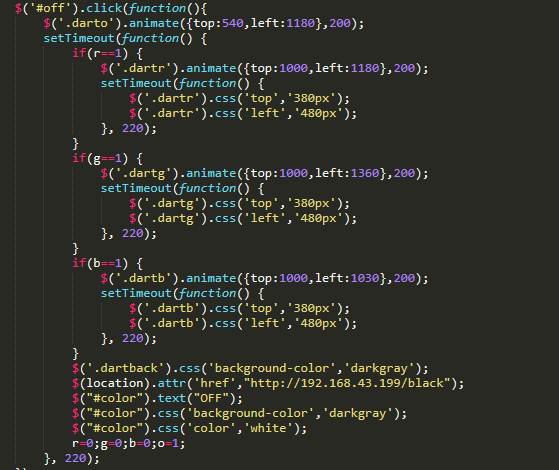 $('#off').click(function(){
$('.darto').animate({top:540,left:1180},200);
setTimeout(function() {
if(r==1) {
$('.dartr').animate({top:1000,left:1180},200);
setTimeout(function() {
$('.dartr').css('top','380px');
$('.dartr').css('left','480px');
}, 220);
}
if(g==1) {
$('.dartg').animate({top:1000,left:1360},200);
setTimeout(function() {
$('.dartg').css('top','380px');
$('.dartg').css('left','480px');
}, 220);
}
if(b==1) {
$('.dartb').animate({top:1000,left:1030},200);
setTimeout(function() {
$('.dartb').css('top','380px');
$('.dartb').css('left','480px');
}, 220);
}
$('.dartback').css('background-color','darkgray');
$(location).attr('href',"http://192.168.43.199/black");
$("#color").text("OFF");
$("#color").css('background-color','darkgray');
$("#color").css('color','white');
r=0;g=0;b=0;o=1;
}, 220);